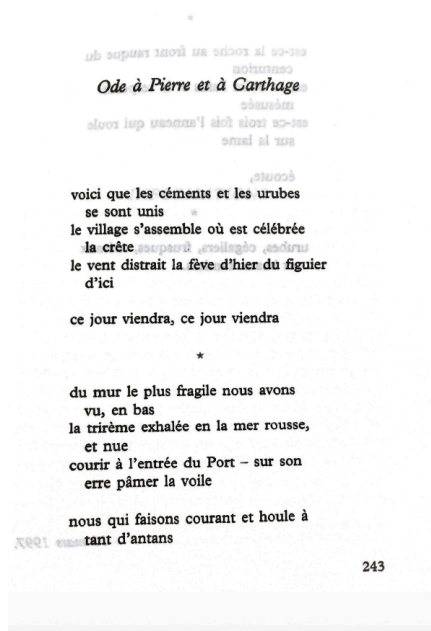 Ode à Pierre et à Carthage
voici que les céments et les urubes
se sont unis
le village s'assemble où est célébrée
la crête
le vent distrait la fève d'hier du figuier
d'ici
ce jour viendra, ce jour viendra
*
du mur le plus fragile nous avons
vu, en bas
la trirème exhalée en la mer rousse,
et nue
courir à l'entrée du Port – sur son
erre pâmer la voile
nous qui faisons courant et houle à
tant d'antans
243